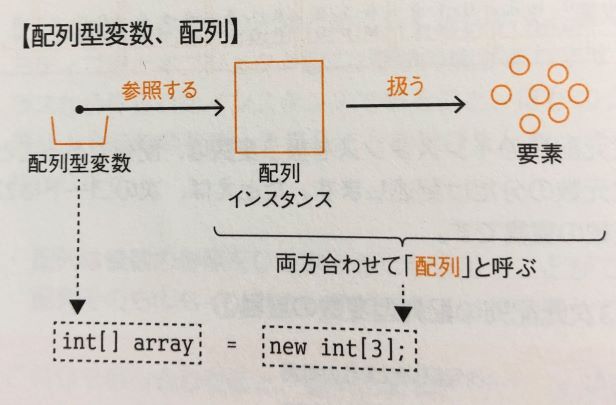 【配列型変数、配列】
参照する
扱う
配列型変数
配列
インスタンス
要素
両方合わせて「配列」と呼ぶ
int[] array = new int[3];